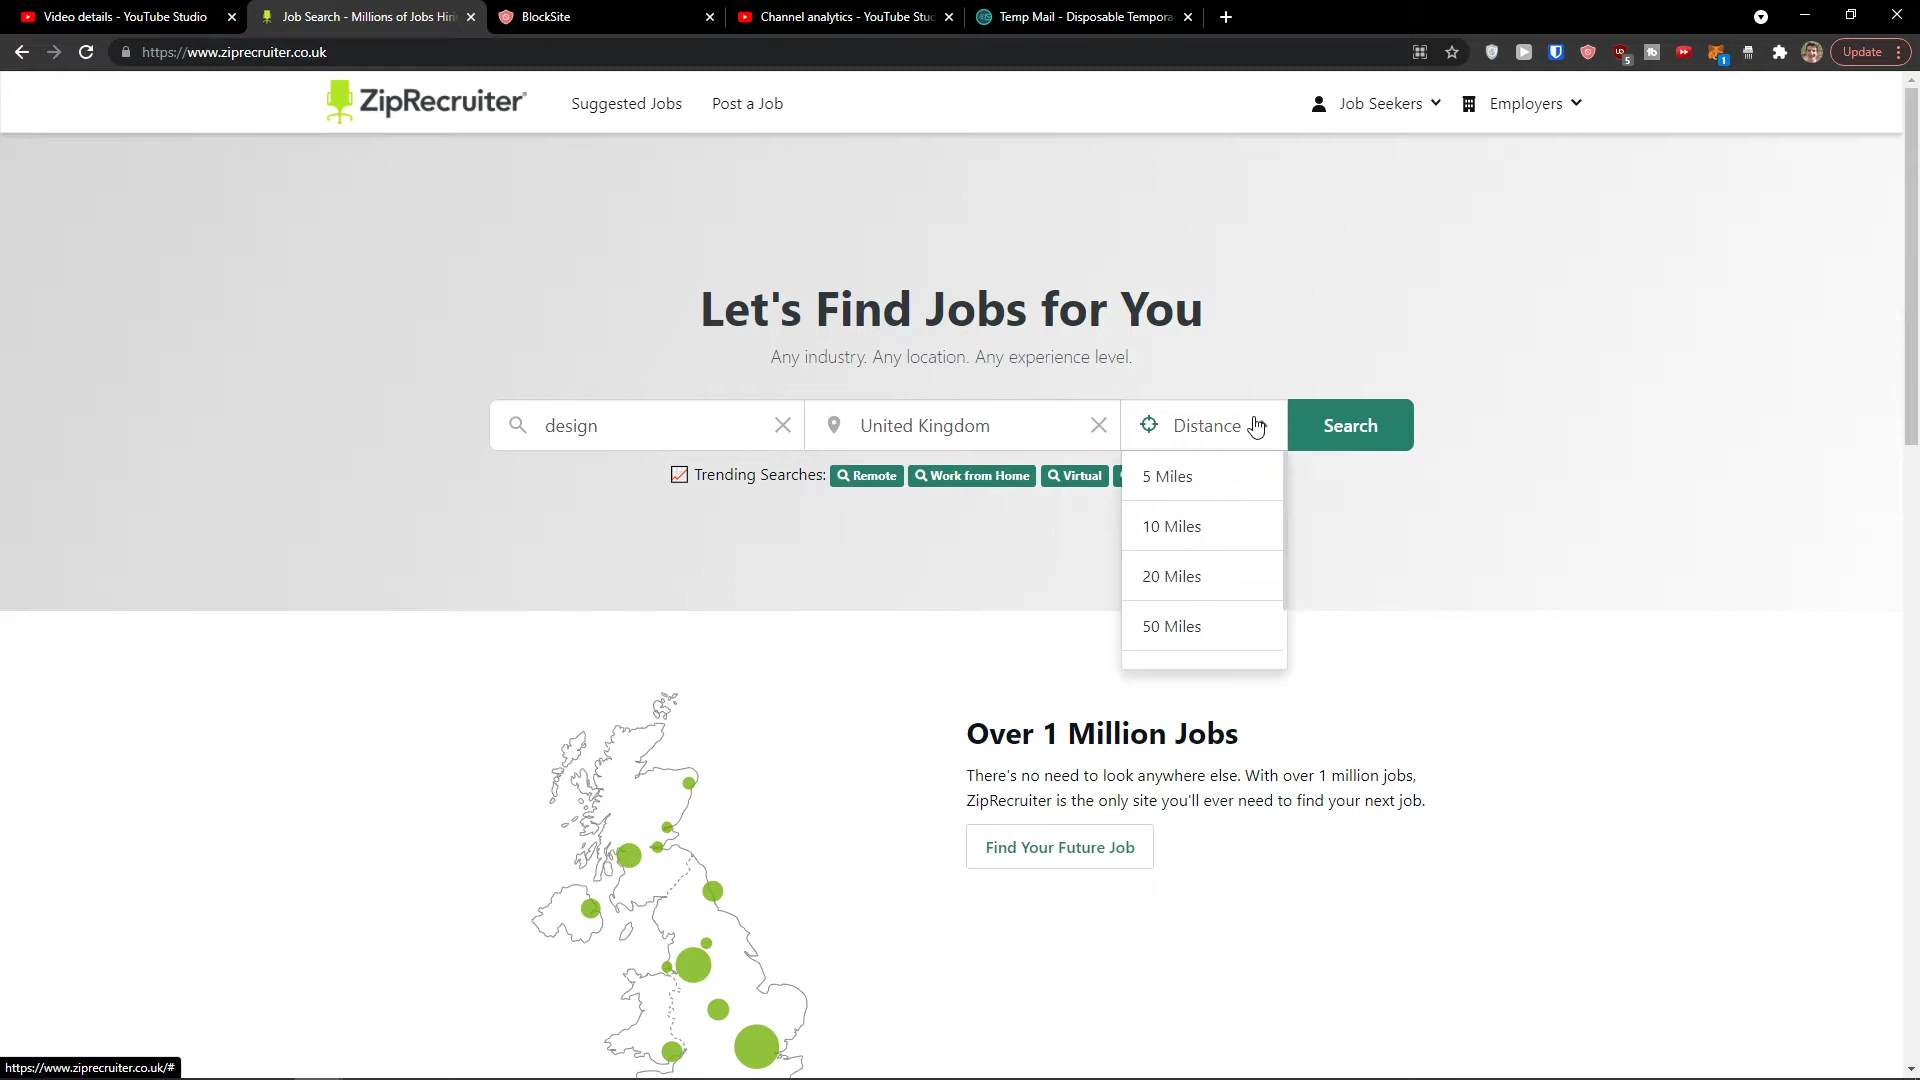 Video details - YouTube Studio
Job Search - Millions of Jobs Hiri
BlockSite
Channel analytics - YouTube Stud
Temp Mail - Disposable Tempora
https://www.ziprecruiter.co.uk
5
1
Update
ZipRecruiter
Suggested Jobs
Post a Job
Job Seekers
Employers
Let's Find Jobs for You
Any industry. Any location. Any experience level.
design
United Kingdom
Distance
Search
Trending Searches:
Remote
Work from Home
Virtual
5 Miles
10 Miles
20 Miles
50 Miles
Over 1 Million Jobs
There's no need to look anywhere else. With over 1 million jobs,
ZipRecruiter is the only site you'll ever need to find your next job.
Find Your Future Job
https://www.ziprecruiter.co.uk/#